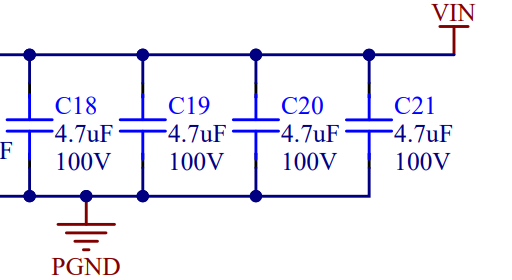 VIN
C18
4.7uF
100V
C19
4.7uF
100V
C20
4.7uF
100V
C21
4.7uF
100V
F
PGND